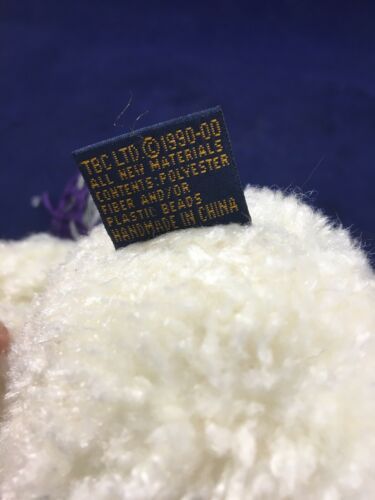 TBC LTD. © 1990-00
ALL NEW MATERIALS
CONTENTS: POLYESTER
FIBER AND/OR
PLASTIC BEADS
HANDMADE IN CHINA